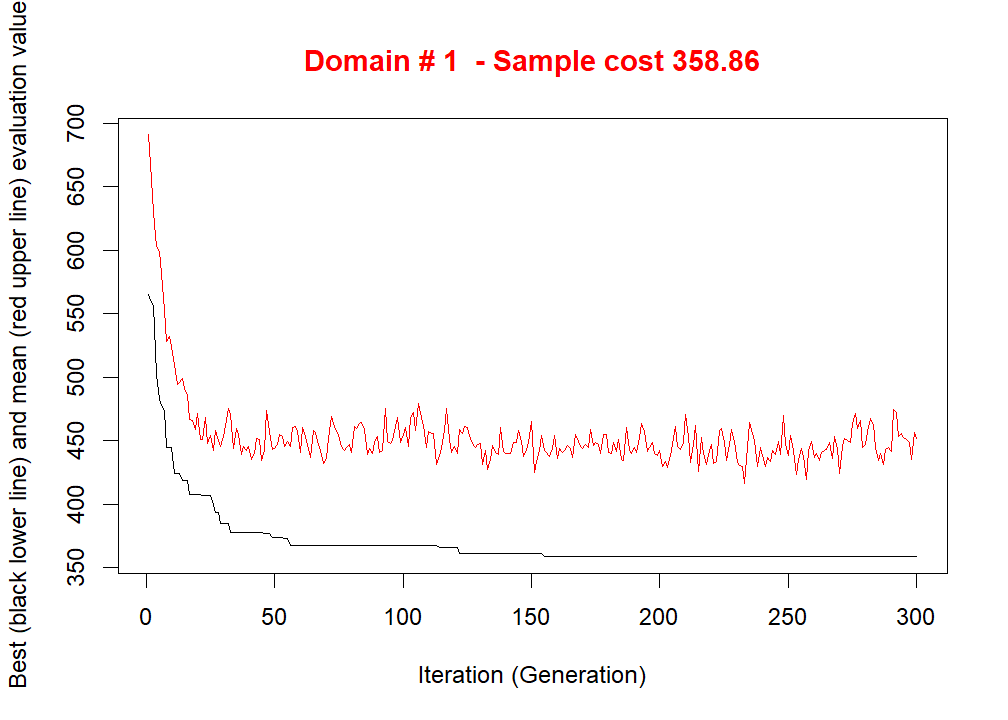 Domain # 1  - Sample cost 358.86
Best (black lower line) and mean (red upper line) evaluation value
700
650
600
550
500
450
400
350
0 50 100 150 200 250 300
Iteration (Generation)